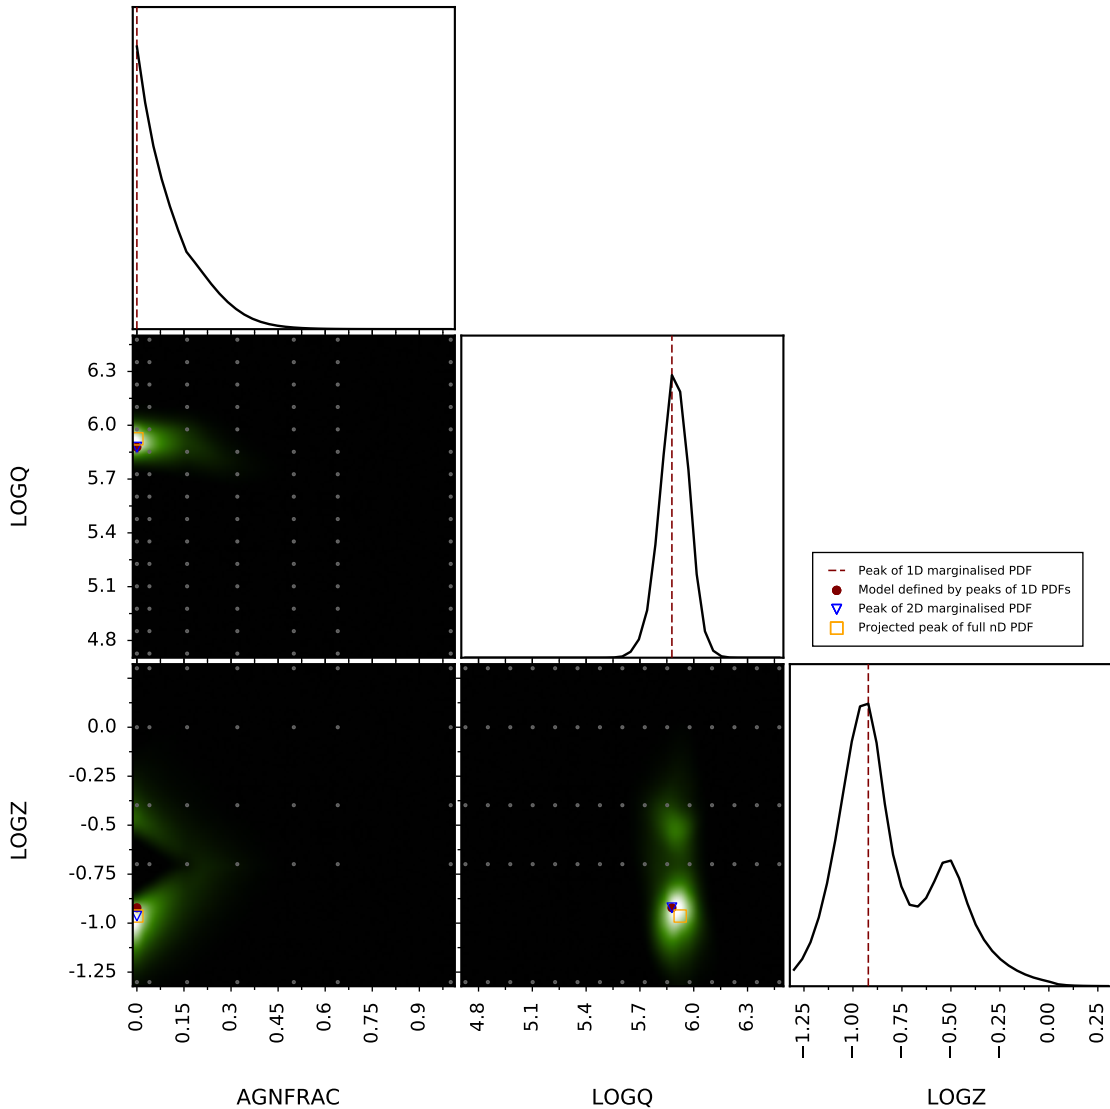 6.3
6.0
5.7
5.4
5.1
4.8
LOGQ
Peak of 1D marginalised PDF
Model defined by peaks of 1D PDFs
Peak of 2D marginalised PDF
Projected peak of full nD PDF
0.0
-0.25
-0.5
-0.75
-1.0
-1.25
LOGZ
0.0 0.15 0.3 0.45 0.6 0.75 0.9
4.8 5.1 5.4 5.7 6.0 6.3
−1.25 −1.00 −0.75 −0.50 −0.25 0.00 0.25
AGNFRAC LOGQ LOGZ